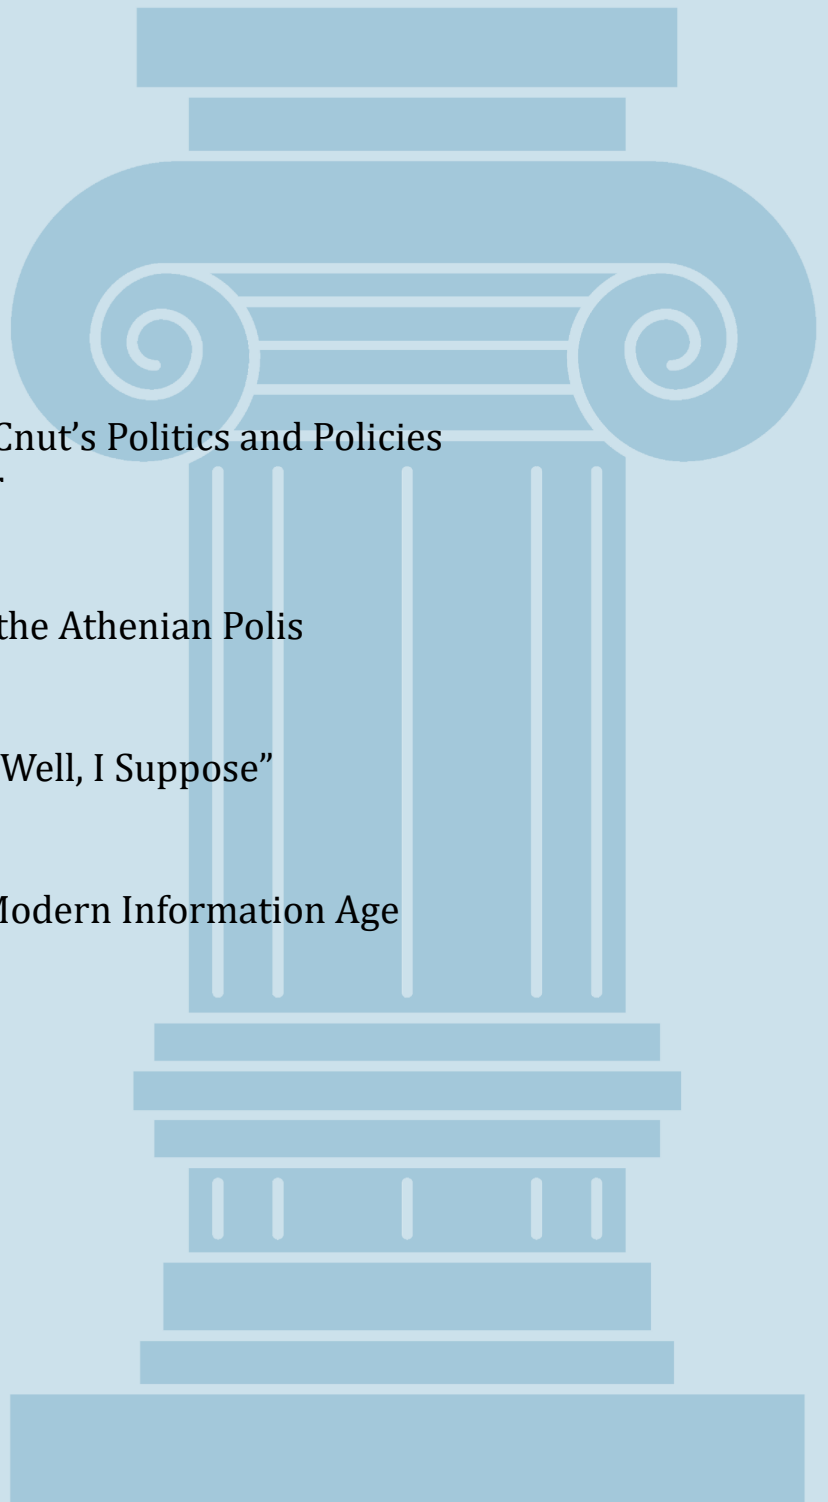 Cnut’s Politics and Policies
the Athenian Polis
Well, I Suppose”
Modern Information Age